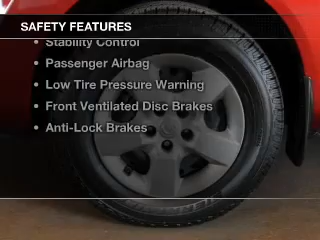 SAFETY FEATURES
• Stability Control
• Passenger Airbag
• Low Tire Pressure Warning
• Front Ventilated Disc Brakes
• Anti-Lock Brakes